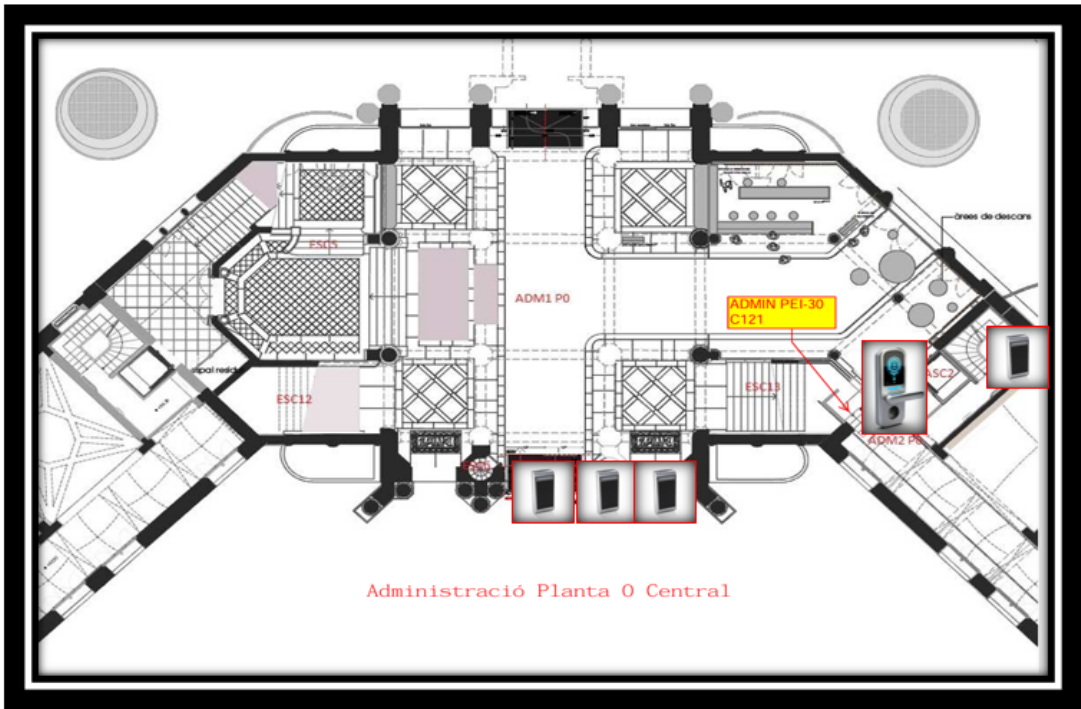 àrees de descans
ESC5
ADM1 P0
ADMIN PEI-30
C121
ASC2
ESC12
ESC13
ADM2 P0
Administració Planta 0 Central